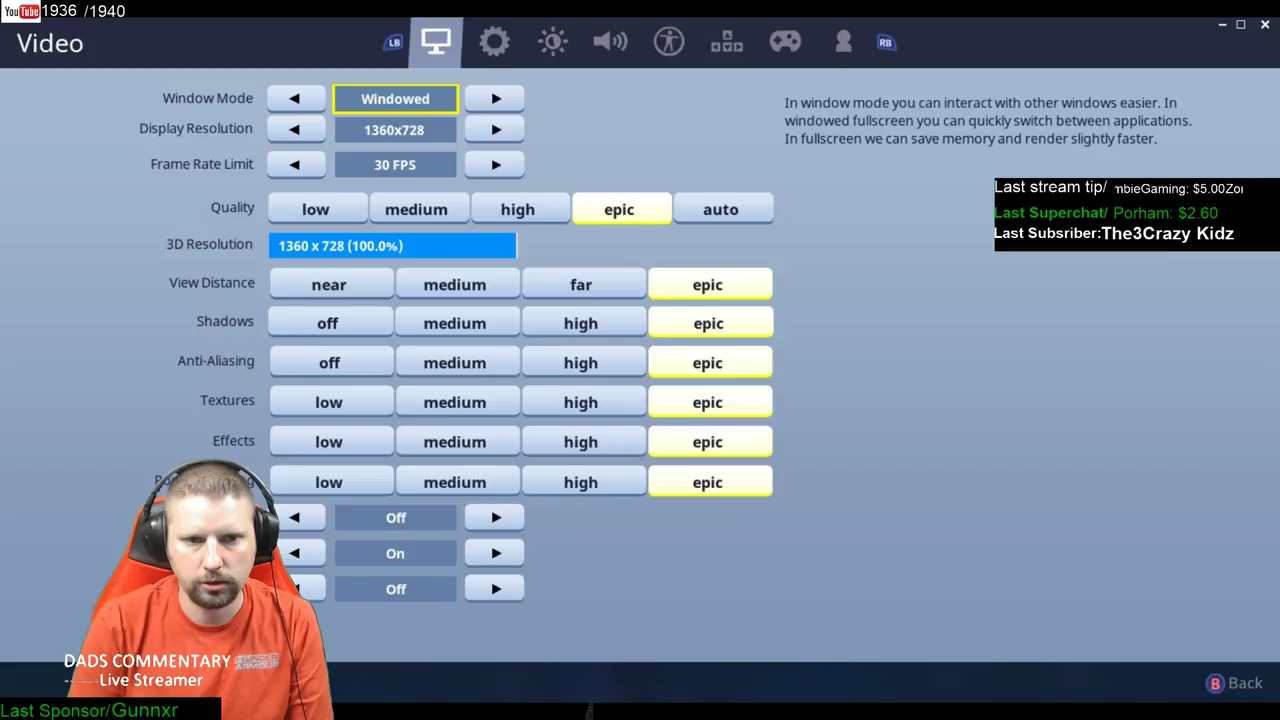 YouTube 1936 /1940
Video
LB
RB
Window Mode Windowed
Display Resolution 1360x728
Frame Rate Limit 30 FPS
Quality low medium high epic auto
3D Resolution 1360 x 728 (100.0%)
View Distance near medium far epic
Shadows off medium high epic
Anti-Aliasing off medium high epic
Textures low medium high epic
Effects low medium high epic
low medium high epic
Off
On
Off
In window mode you can interact with other windows easier. In
windowed fullscreen you can quickly switch between applications.
In fullscreen we can save memory and render slightly faster.
Last stream tip/ mbieGaming: $5.00Zor
Last Superchat/ Porham: $2.60
Last Subsriber:The3Crazy Kidz
UNDER
ARMOUR
DADS COMMENTARY
------Live Streamer
Last Sponsor/Gunnxr
B Back